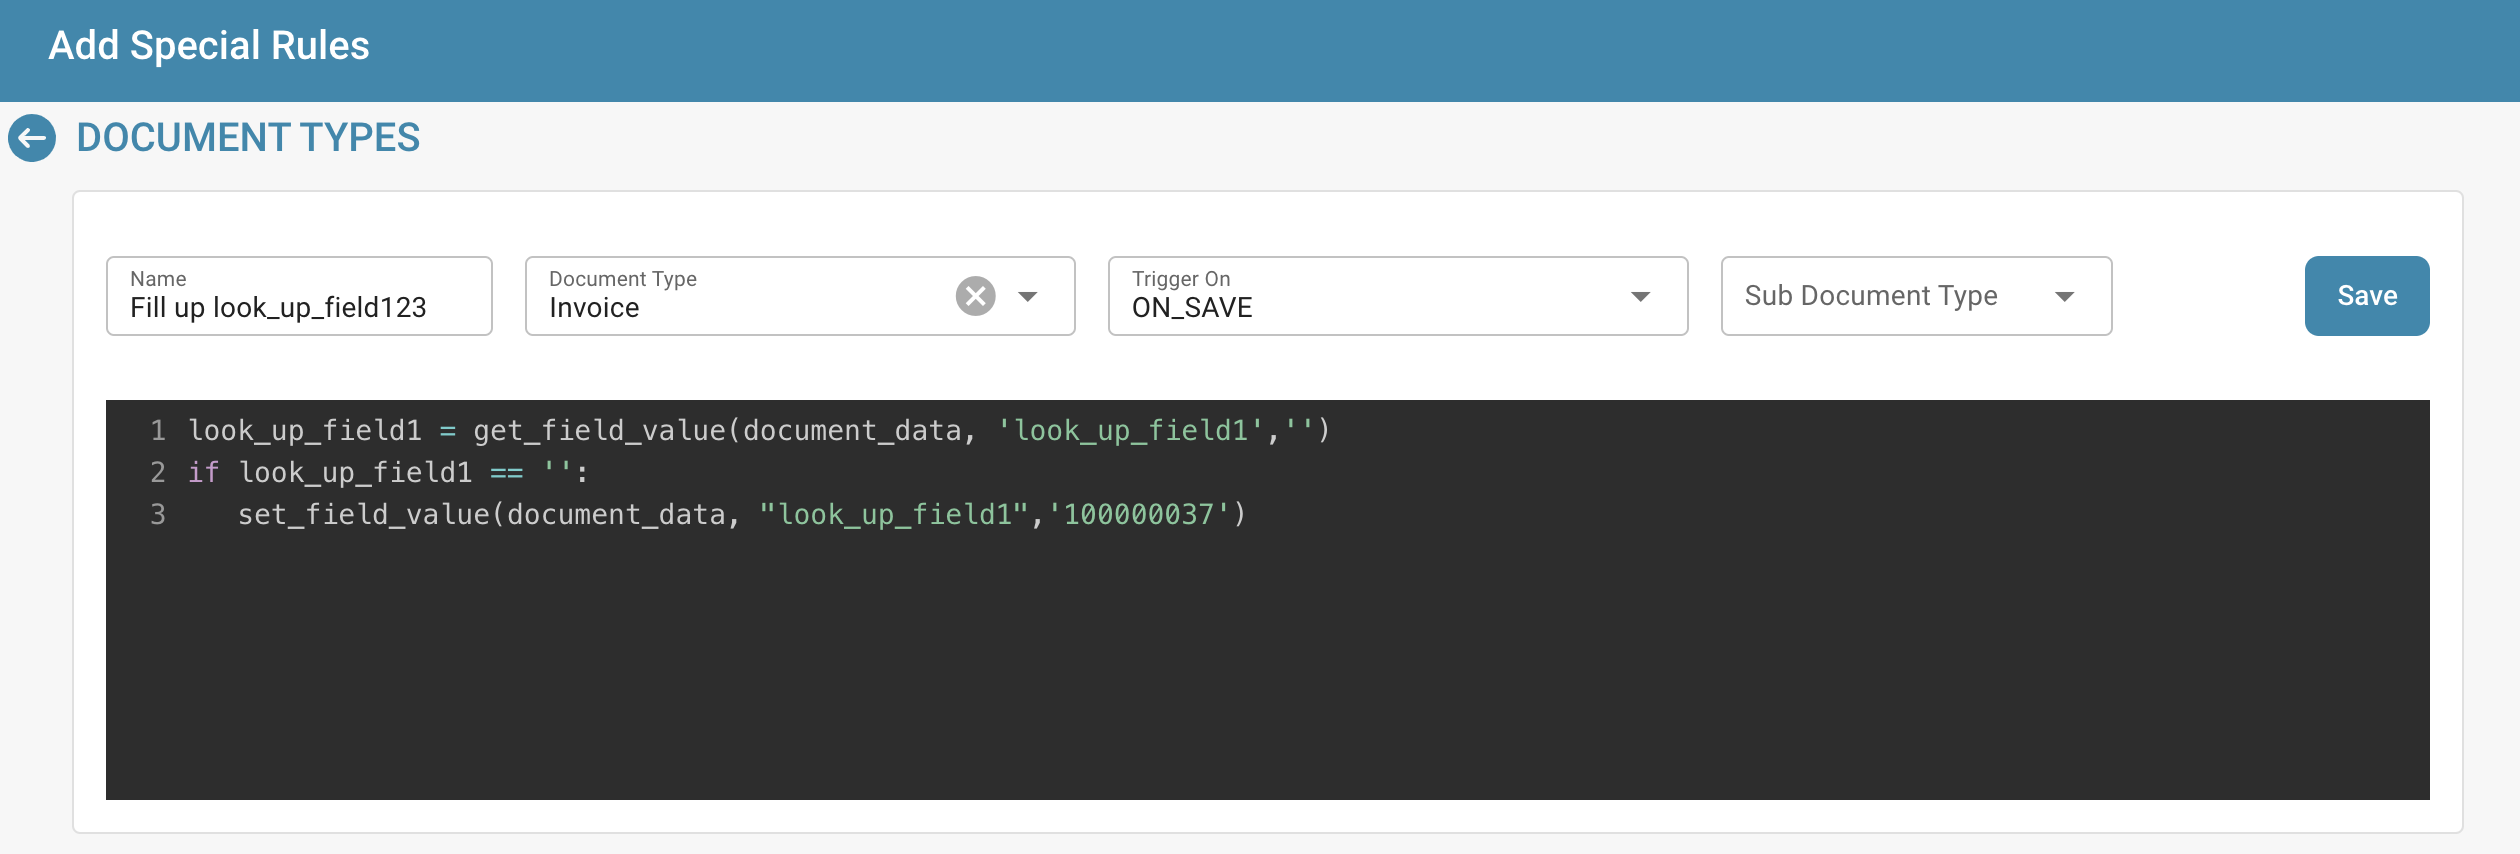 Add Special Rules
DOCUMENT TYPES
Name
Fill up look_up_field123
Document Type
Invoice
Trigger On
ON_SAVE
Sub Document Type
Save
1 look_up_field1 = get_field_value(document_data, 'look_up_field1','')
2 if look_up_field1 == '':
3    set_field_value(document_data, "look_up_field1",'100000037')